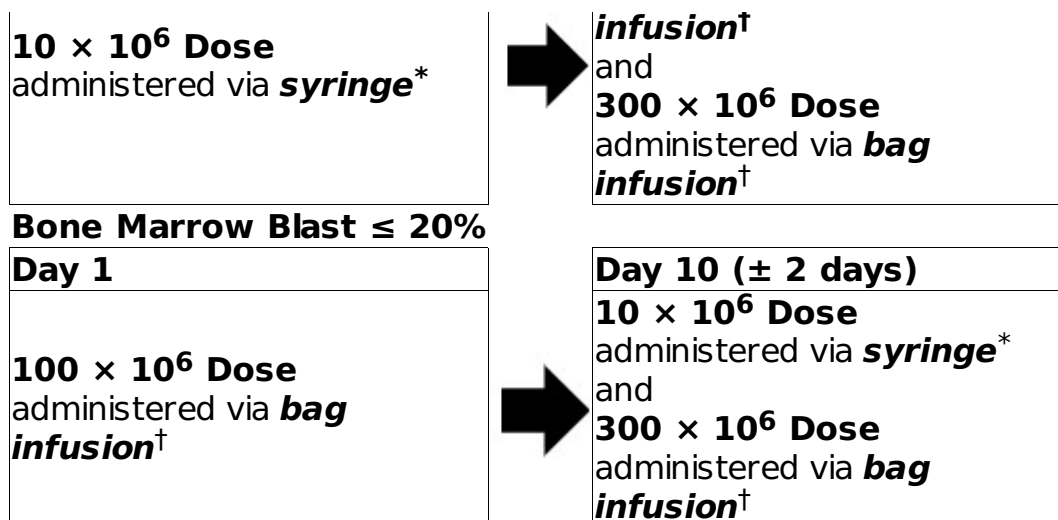 10 × 10⁶ Dose
administered via syringe*
infusion†
and
300 × 10⁶ Dose
administered via bag
infusion†
Bone Marrow Blast ≤ 20%
Day 1
Day 10 (± 2 days)
100 × 10⁶ Dose
administered via bag
infusion†
10 × 10⁶ Dose
administered via syringe*
and
300 × 10⁶ Dose
administered via bag
infusion†